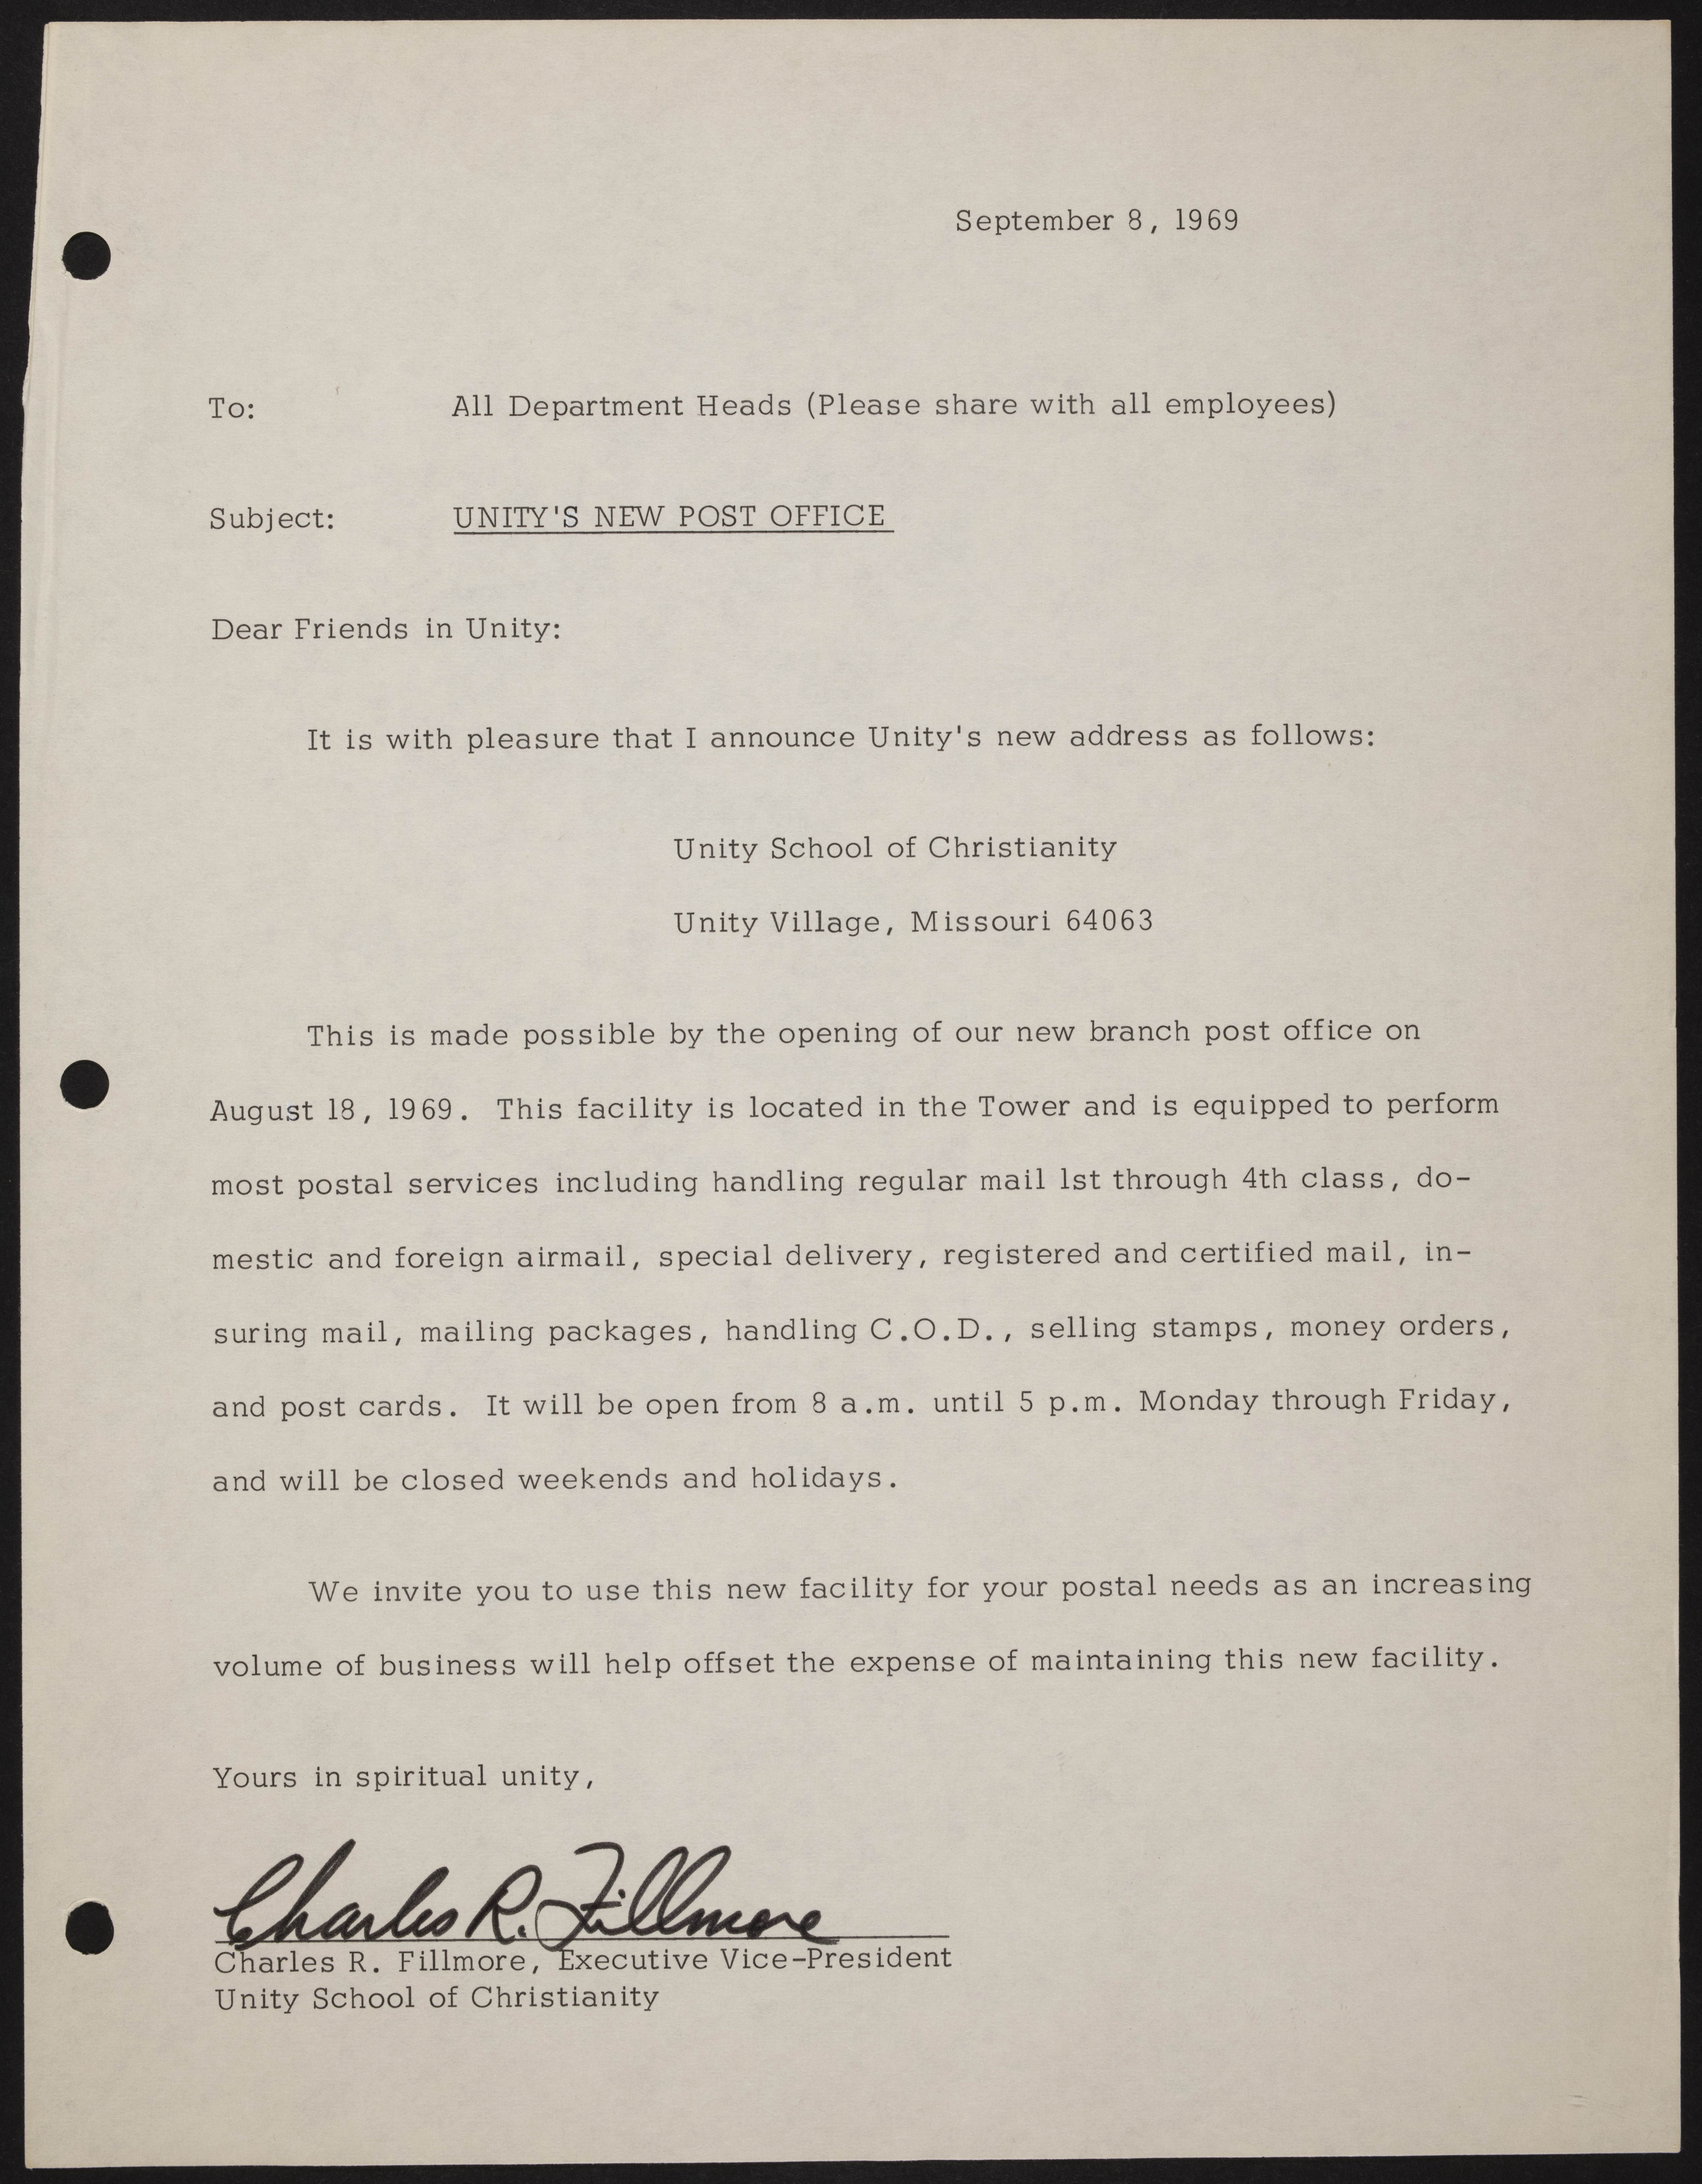 September 8, 1969
To: All Department Heads (Please share with all employees)
Subject: UNITY'S NEW POST OFFICE
Dear Friends in Unity:
It is with pleasure that I announce Unity's new address as follows:
Unity School of Christianity
Unity Village, Missouri 64063
This is made possible by the opening of our new branch post office on
August 18, 1969. This facility is located in the Tower and is equipped to perform
most postal services including handling regular mail lst through 4th class, do-
mestic and foreign airmail, special delivery, registered and certified mail, in-
suring mail, mailing packages, handling C.O.D., selling stamps, money orders,
and post cards. It will be open from 8 a.m. until 5 p.m. Monday through Friday,
and will be closed weekends and holidays.
We invite you to use this new facility for your postal needs as an increasing
volume of business will help offset the expense of maintaining this new facility.
Yours in spiritual unity,
Charles R. Fillmore
Charles R. Fillmore, Executive Vice-President
Unity School of Christianity